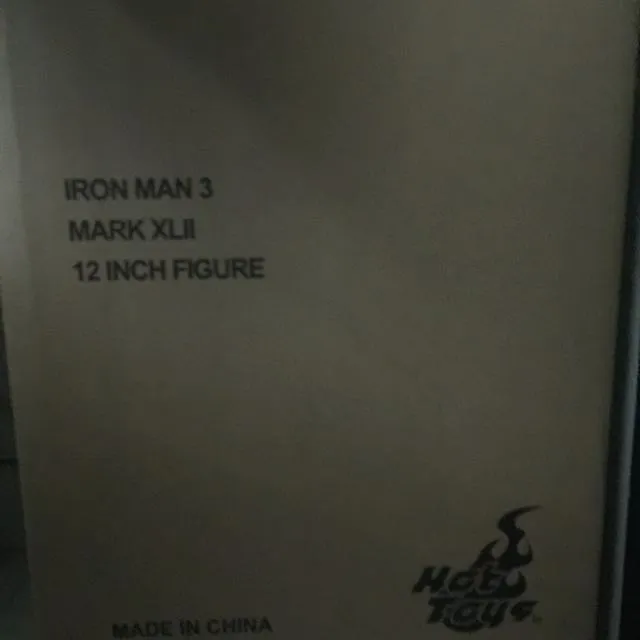 IRON MAN 3
MARK XLII
12 INCH FIGURE
Hot
Toys
MADE IN CHINA